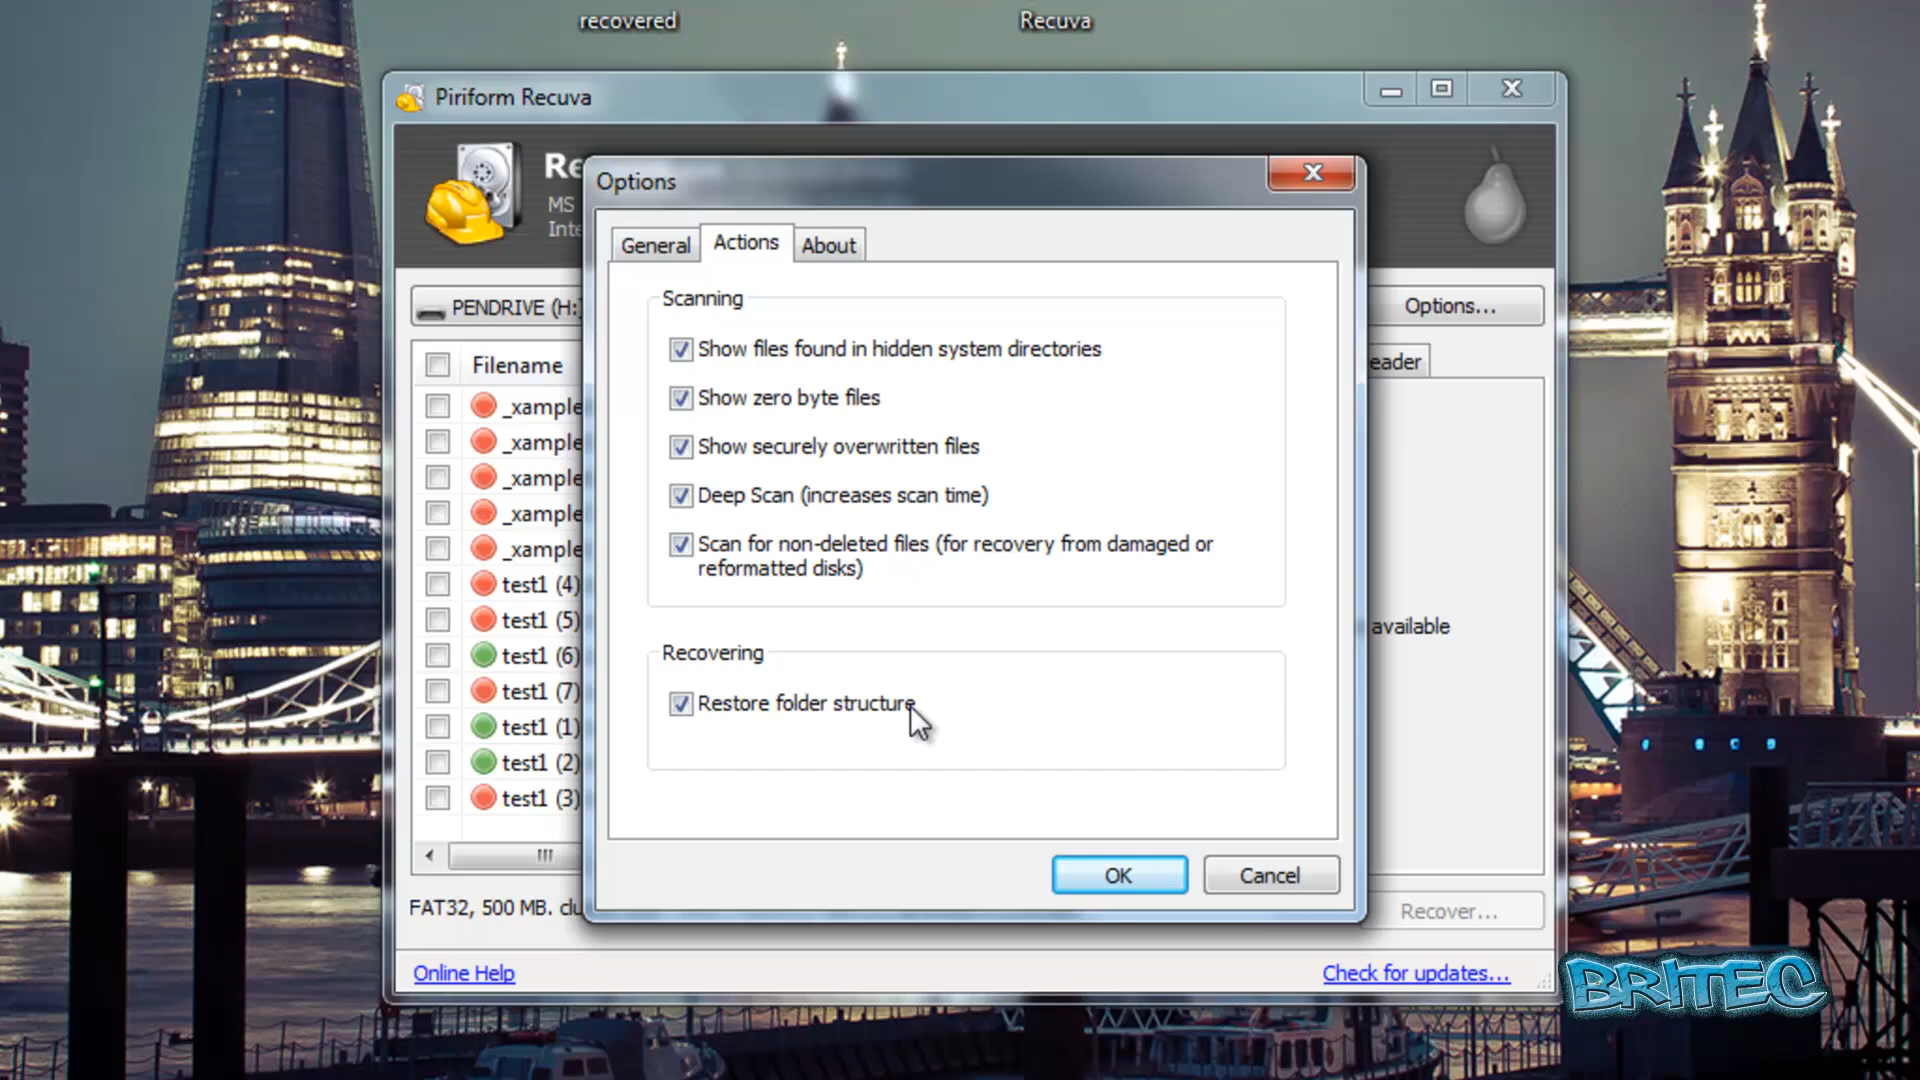 recovered
Recuva
Piriform Recuva
Re
MS
Inte
Options
General
Actions
About
Scanning
Show files found in hidden system directories
Show zero byte files
Show securely overwritten files
Deep Scan (increases scan time)
Scan for non-deleted files (for recovery from damaged or
reformatted disks)
Recovering
Restore folder structure
OK
Cancel
PENDRIVE (H:)
Options...
eader
Filename
_xample
_xample
_xample
_xample
_xample
test1 (4)
test1 (5)
test1 (6)
test1 (7)
test1 (1)
test1 (2)
test1 (3)
available
FAT32, 500 MB. clu
Recover...
Online Help
Check for updates...
BRITEC